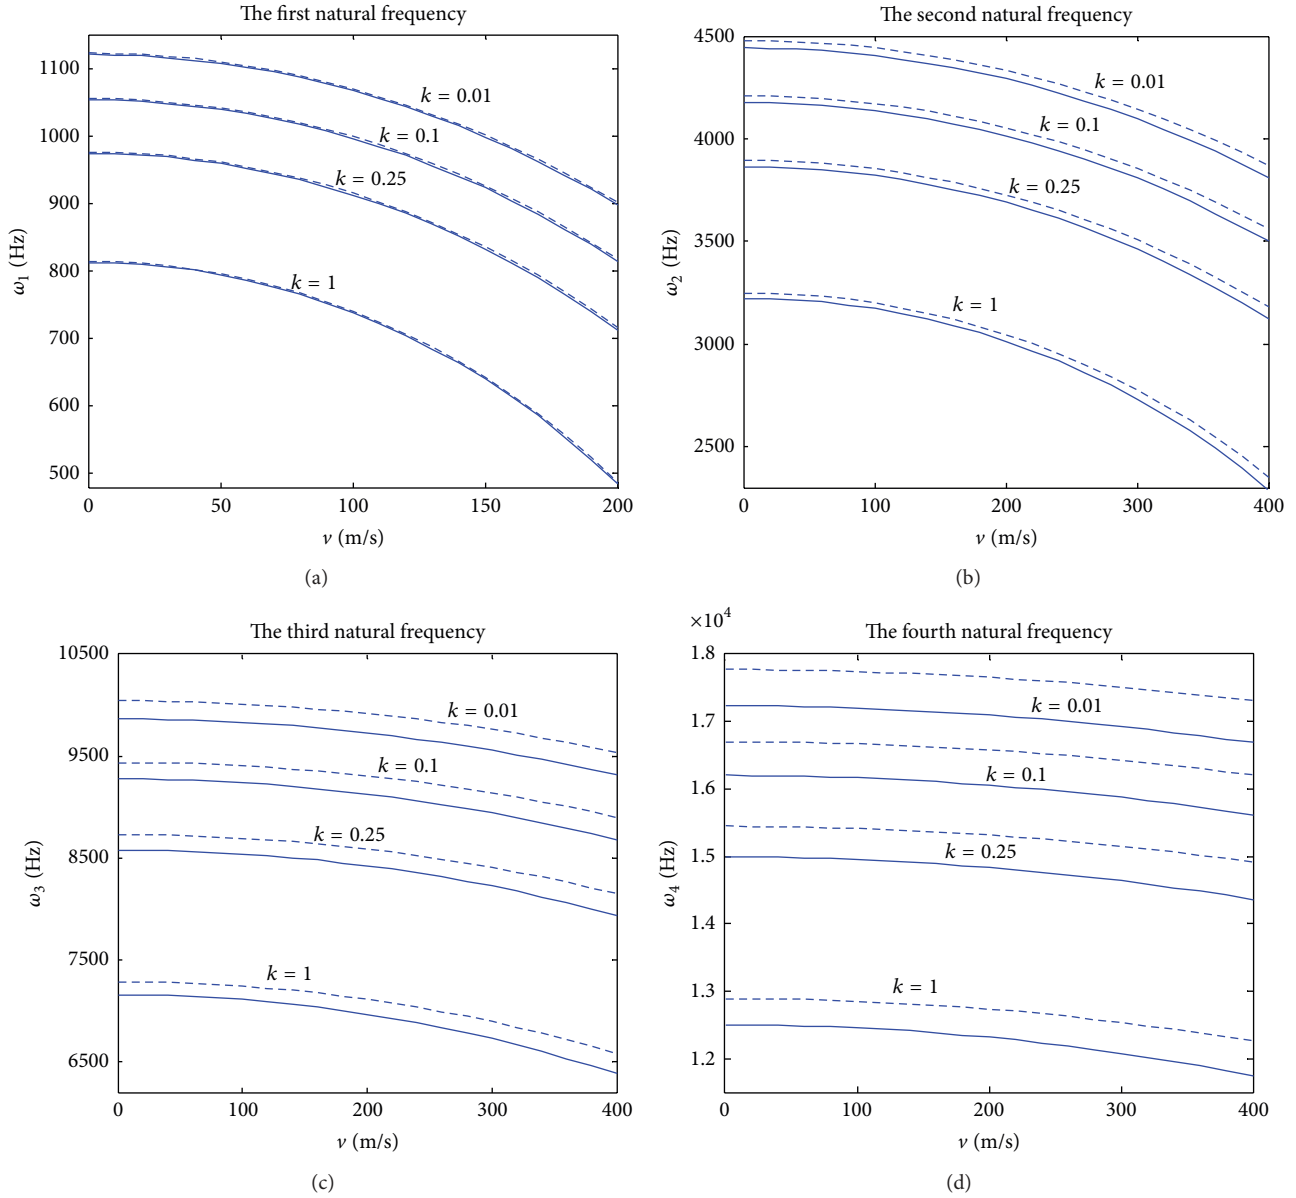 The first natural frequency
1100
1000
900
800
700
600
500
ω1 (Hz)
k = 0.01
k = 0.1
k = 0.25
k = 1
0 50 100 150 200
ν (m/s)
(a)
The second natural frequency
4500
4000
3500
3000
2500
ω2 (Hz)
k = 0.01
k = 0.1
k = 0.25
k = 1
0 100 200 300 400
ν (m/s)
(b)
The third natural frequency
10500
9500
8500
7500
6500
ω3 (Hz)
k = 0.01
k = 0.1
k = 0.25
k = 1
0 100 200 300 400
ν (m/s)
(c)
×10^4
The fourth natural frequency
1.8
1.7
1.6
1.5
1.4
1.3
1.2
ω4 (Hz)
k = 0.01
k = 0.1
k = 0.25
k = 1
0 100 200 300 400
ν (m/s)
(d)